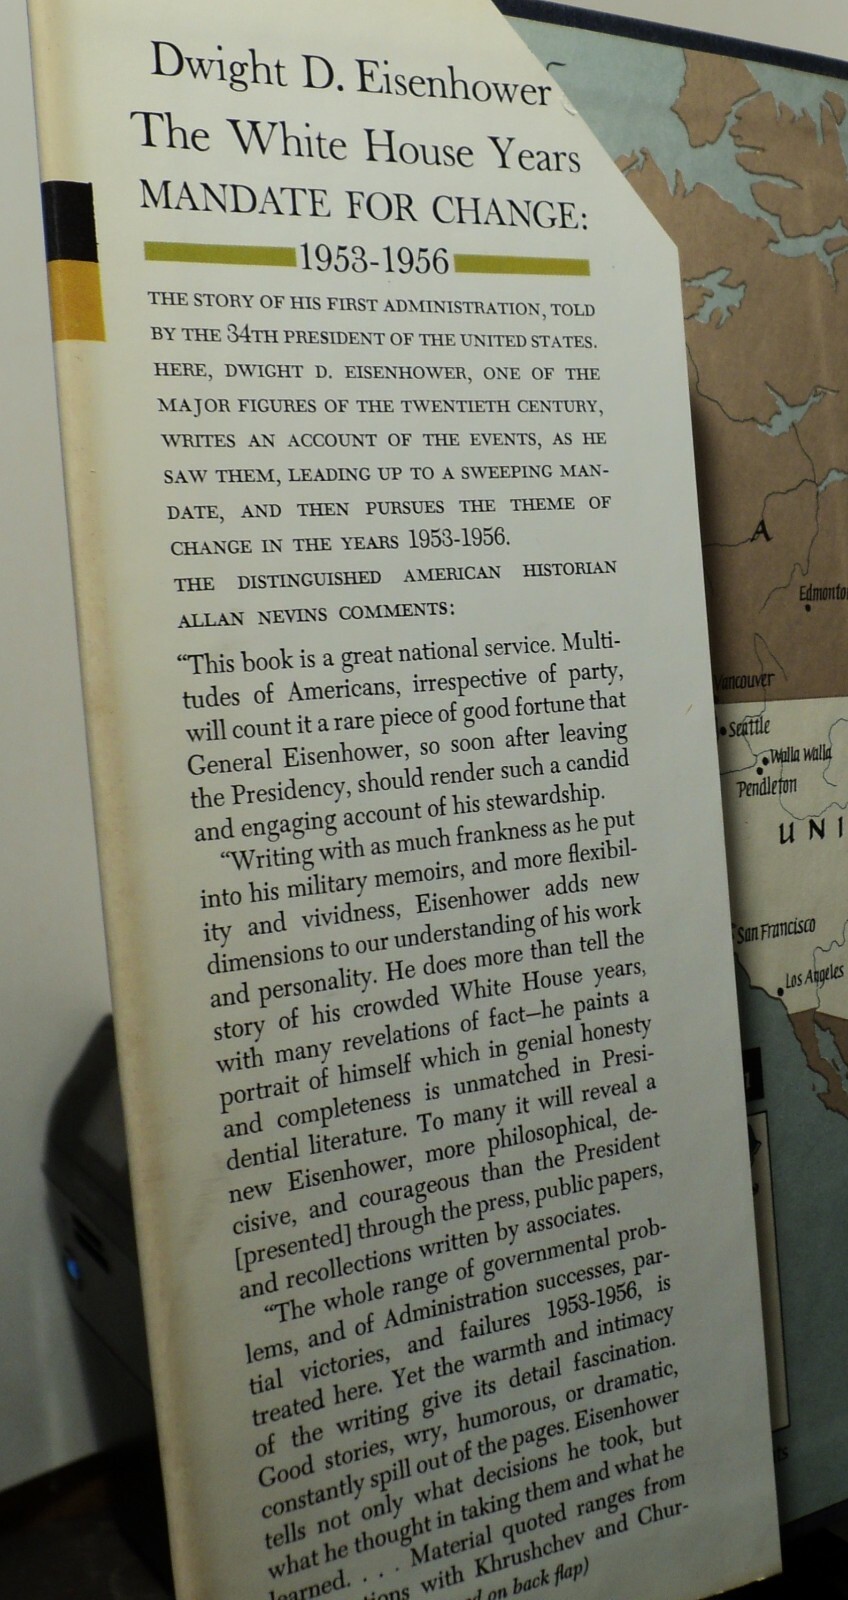 Dwight D. Eisenhower
The White House Years
MANDATE FOR CHANGE:
1953-1956
THE STORY OF HIS FIRST ADMINISTRATION, TOLD
BY THE 34TH PRESIDENT OF THE UNITED STATES.
HERE, DWIGHT D. EISENHOWER, ONE OF THE
MAJOR FIGURES OF THE TWENTIETH CENTURY,
WRITES AN ACCOUNT OF THE EVENTS, AS HE
SAW THEM, LEADING UP TO A SWEEPING MAN-
DATE, AND THEN PURSUES THE THEME OF
CHANGE IN THE YEARS 1953-1956.
THE DISTINGUISHED AMERICAN HISTORIAN
ALLAN NEVINS COMMENTS:
“This book is a great national service. Multi-
tudes of Americans, irrespective of party,
will count it a rare piece of good fortune that
General Eisenhower, so soon after leaving
the Presidency, should render such a candid
and engaging account of his stewardship.
“Writing with as much frankness as he put
into his military memoirs, and more flexibil-
ity and vividness, Eisenhower adds new
dimensions to our understanding of his work
and personality. He does more than tell the
story of his crowded White House years,
with many revelations of fact—he paints a
portrait of himself which in genial honesty
and completeness is unmatched in Presi-
dential literature. To many it will reveal a
new Eisenhower, more philosophical, de-
cisive, and courageous than the President
[presented] through the press, public papers,
and recollections written by associates.
“The whole range of governmental prob-
lems, and of Administration successes, par-
tial victories, and failures 1953-1956, is
treated here. Yet the warmth and intimacy
of the writing give its detail fascination.
Good stories, wry, humorous, or dramatic,
constantly spill out of the pages. Eisenhower
tells not only what decisions he took, but
what he thought in taking them and what he
learned. . . . Material quoted ranges from
with Khrushchev and Chur-
on back flap)
A
Edmonto
Vancouver
Seattle
Walla Walla
Pendleton
UNI
San Francisco
Los Angeles